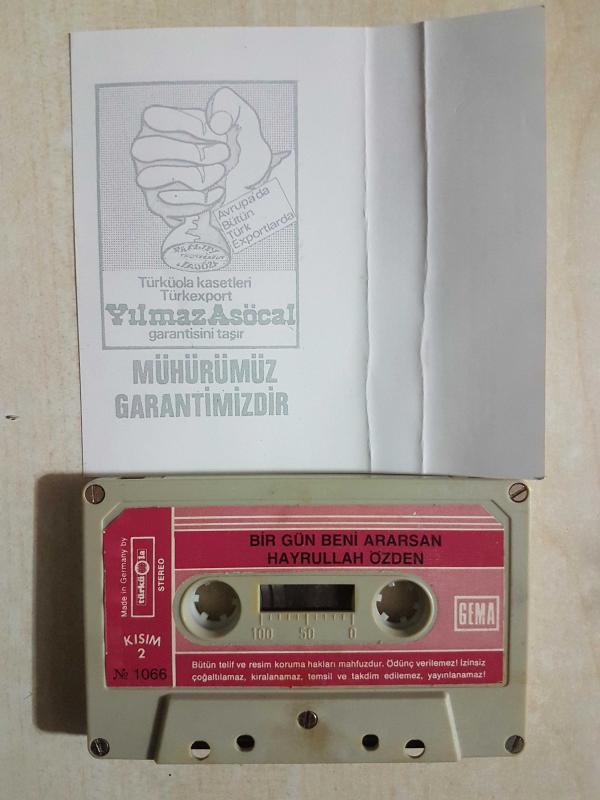 Avrupa'da
Bütün
Türk
Exportlarda
Türküola kasetleri
Türkexport
Yılmaz Asöcal
garantisini taşır
MÜHÜRÜMÜZ
GARANTİMİZDİR
BİR GÜN BENİ ARARSAN
HAYRULLAH ÖZDEN
Made in Germany by
türküola
STEREO
KISIM
2
№ 1066
100 50 0
GEMA
Bütün telif ve resim koruma hakları mahfuzdur. Ödünç verilemez! İzinsiz
çoğaltılamaz, kıralanamaz, temsil ve takdim edilemez, yayınlanamaz!